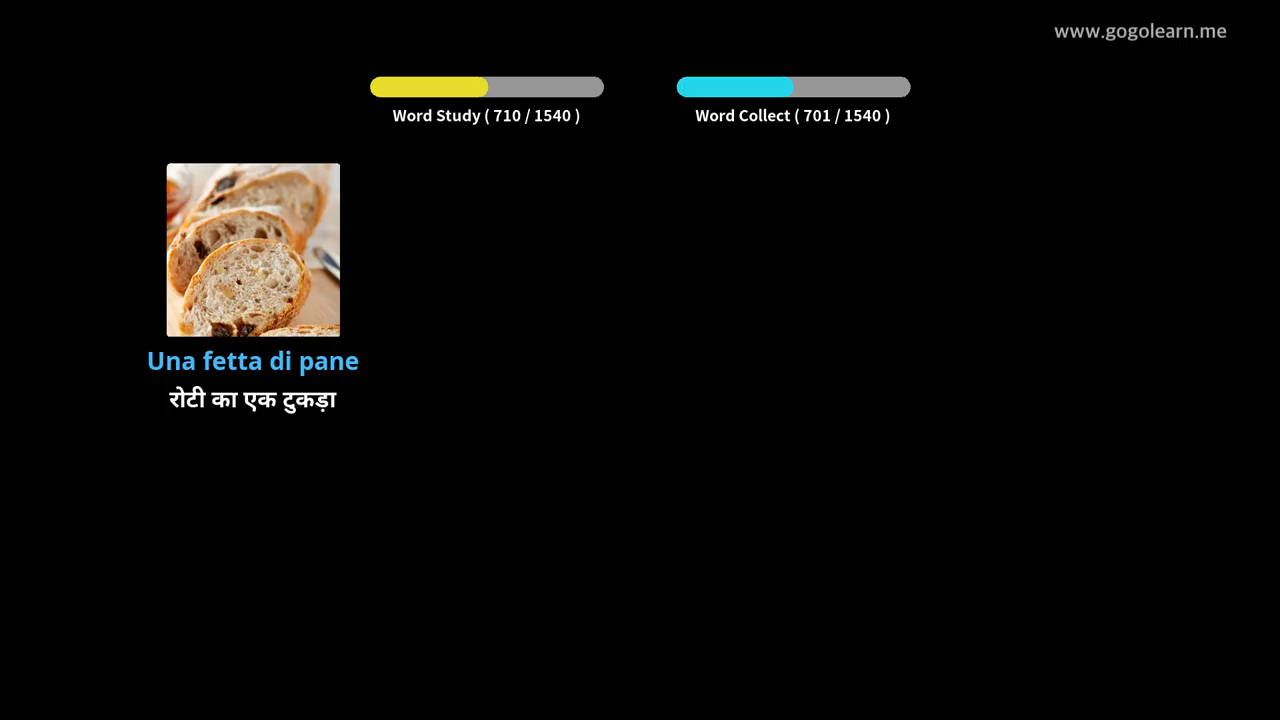 www.gogolearn.me
Word Study ( 710 / 1540 )
Word Collect ( 701 / 1540 )
Una fetta di pane
रोटी का एक टुकड़ा